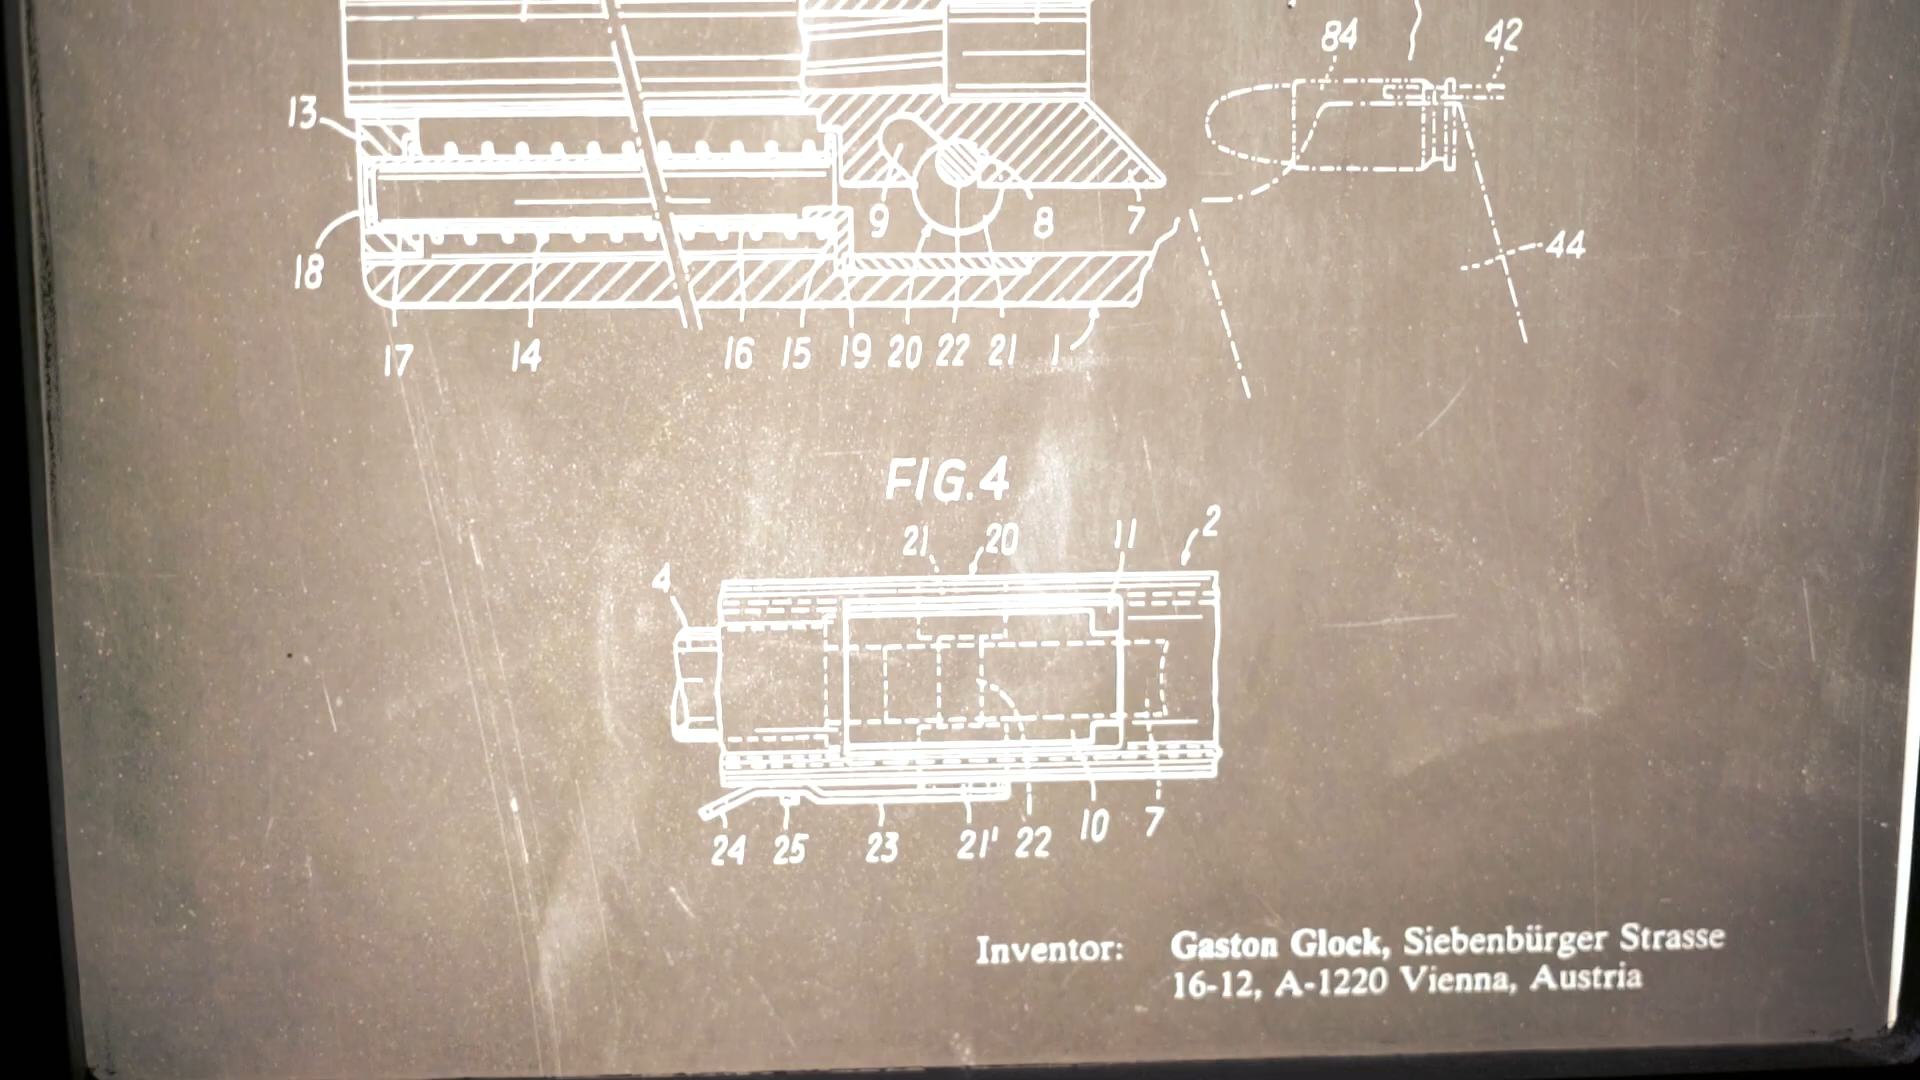 84 42
13
9 8 7
44
18
17 14 16 15 19 20 22 21 1
FIG.4
21 20 11 2
4
24 25 23 21' 22 10 7
Inventor: Gaston Glock, Siebenbürger Strasse
16-12, A-1220 Vienna, Austria